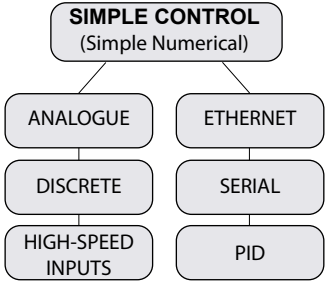 SIMPLE CONTROL
(Simple Numerical)
ANALOGUE
DISCRETE
HIGH-SPEED
INPUTS
ETHERNET
SERIAL
PID